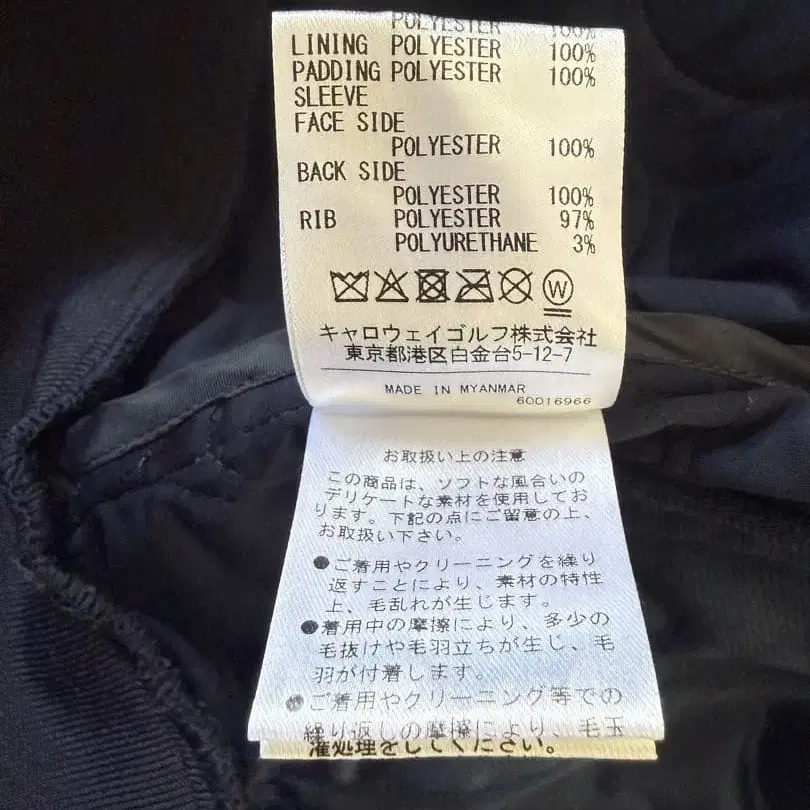 POLYESTER 100%
LINING POLYESTER 100%
PADDING POLYESTER 100%
SLEEVE
FACE SIDE
POLYESTER 100%
BACK SIDE
POLYESTER 100%
RIB POLYESTER 97%
POLYURETHANE 3%
W
キャロウェイゴルフ株式会社
東京都港区白金台5-12-7
MADE IN MYANMAR
60016966
お取扱い上の注意
この商品は、ソフトな風合いの
デリケートな素材を使用してお
ります。下記の点にご留意の上、
お取扱い下さい。
●ご着用やクリーニングを繰り
返すことにより、素材の特性
上、毛乱れが生じます。
●着用中の摩擦により、多少の
毛抜けや毛羽立ちが生じ、毛
羽が付着します。
●ご着用やクリーニング等での
繰り返しの摩擦により、毛玉
濯処理をしてください。